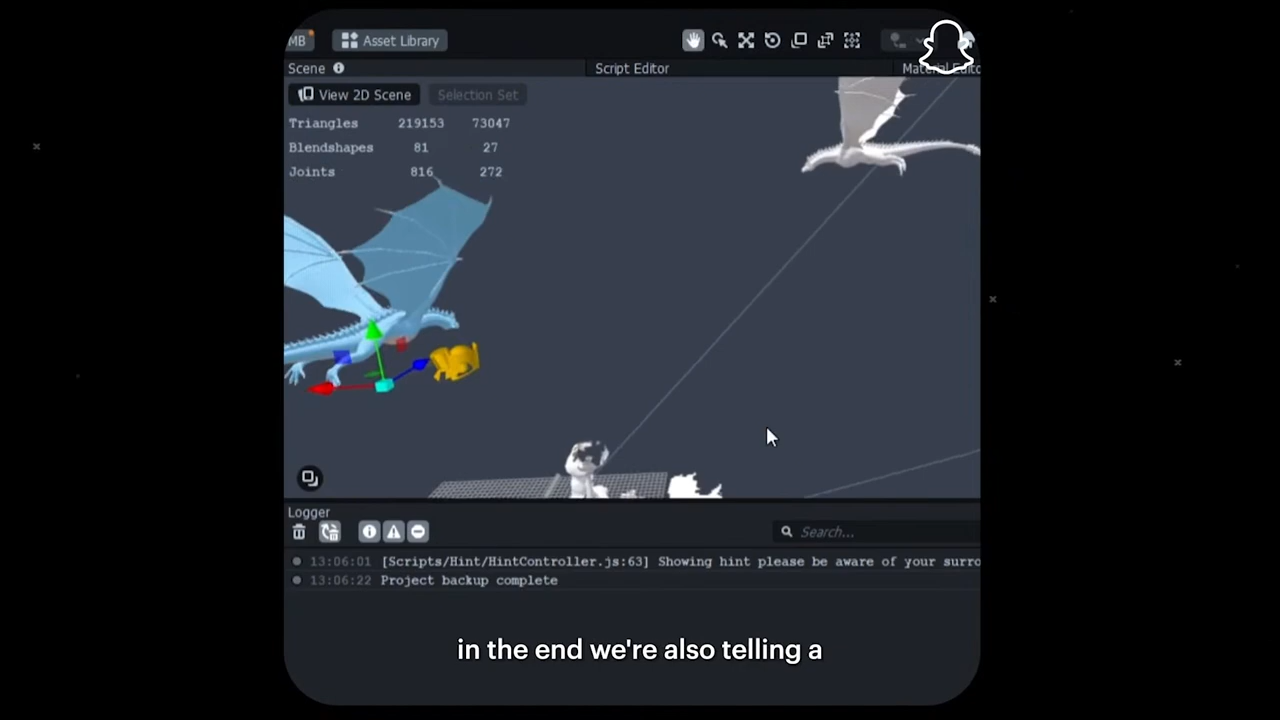 MB
Asset Library
Scene
Script Editor
View 2D Scene
Selection Set
Triangles 219153 73047
Blendshapes 81 27
Joints 816 272
Logger
Search...
13:06:01 [Scripts/Hint/HintController.js:63] Showing hint please be aware of your surro
13:06:22 Project backup complete
in the end we're also telling a